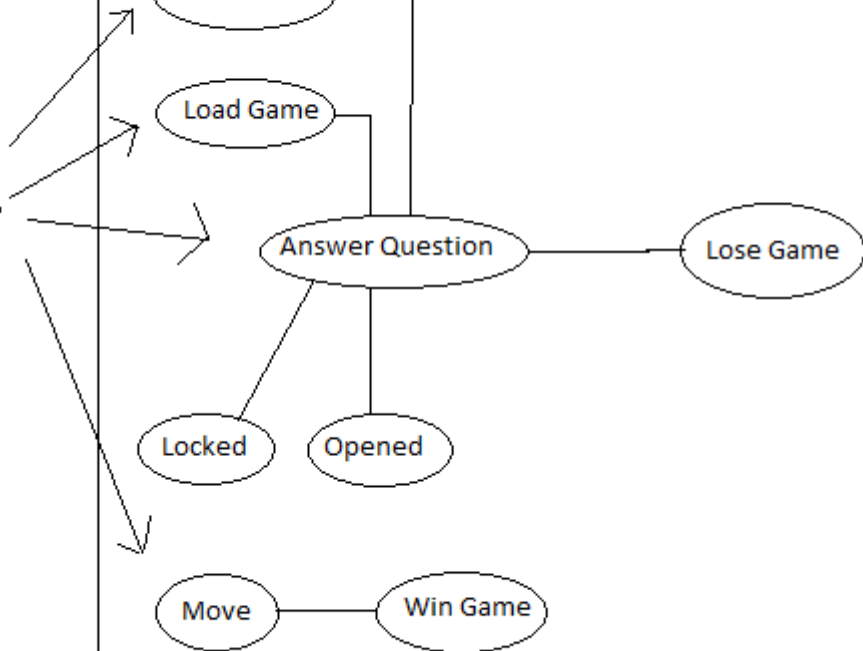 Load Game
Answer Question
Lose Game
Locked
Opened
Move
Win Game